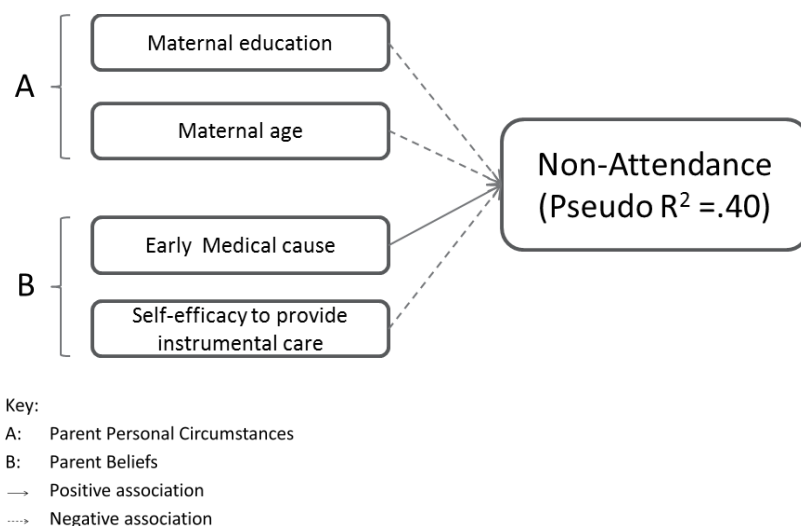 A
Maternal education
Maternal age
Non-Attendance
(Pseudo R² =.40)
B
Early Medical cause
Self-efficacy to provide
instrumental care
Key:
A: Parent Personal Circumstances
B: Parent Beliefs
Positive association
Negative association